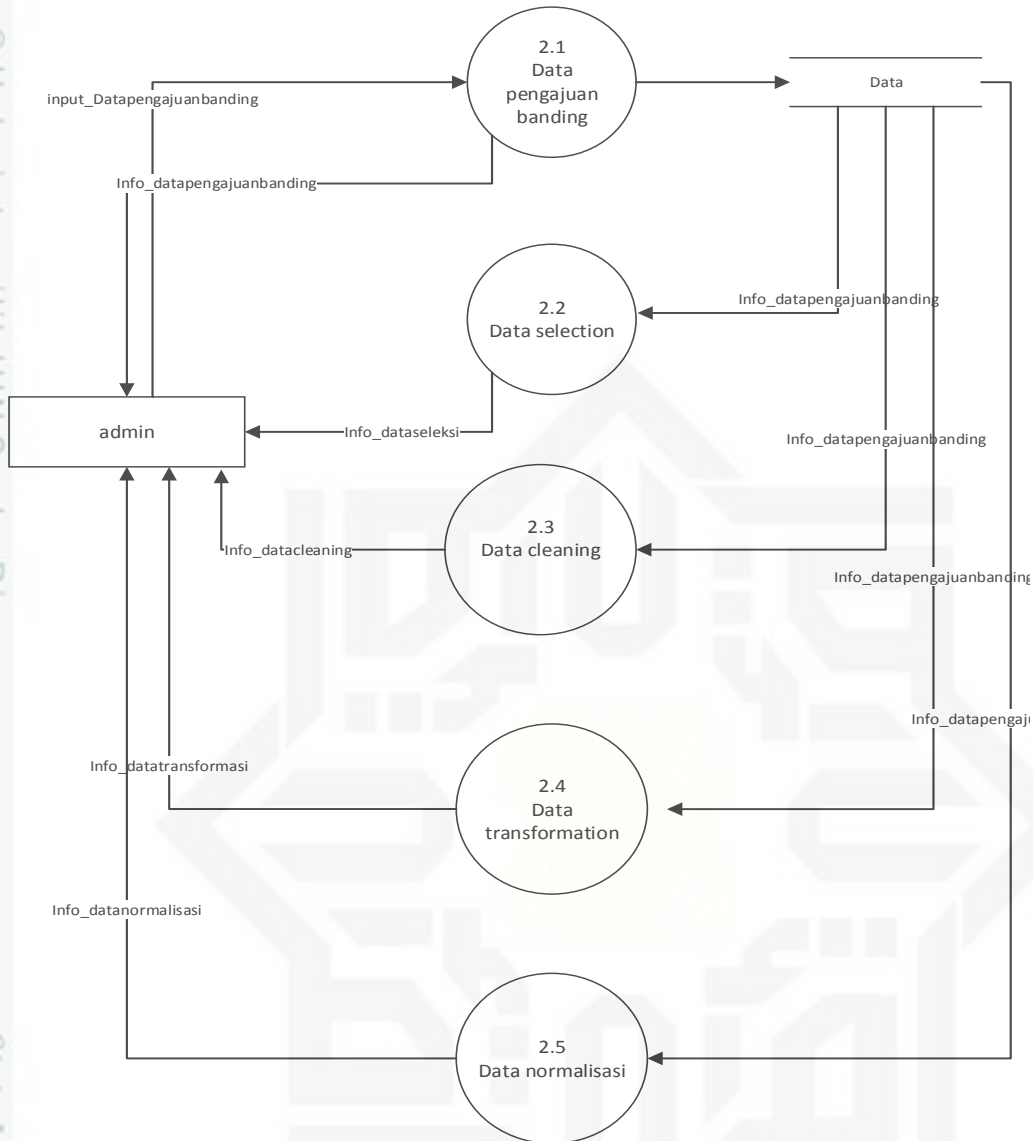 2.1
Data
pengajuan
banding
Data
input_Datapengajuanbanding
Info_datapengajuanbanding
2.2
Data selection
Info_datapengajuanbanding
admin
Info_dataseleksi
Info_datapengajuanbanding
2.3
Data cleaning
Info_datacleaning
Info_datapengajuanbanding
Info_datapengaju
2.4
Data
transformation
Info_datatransformasi
Info_datanormalisasi
2.5
Data normalisasi